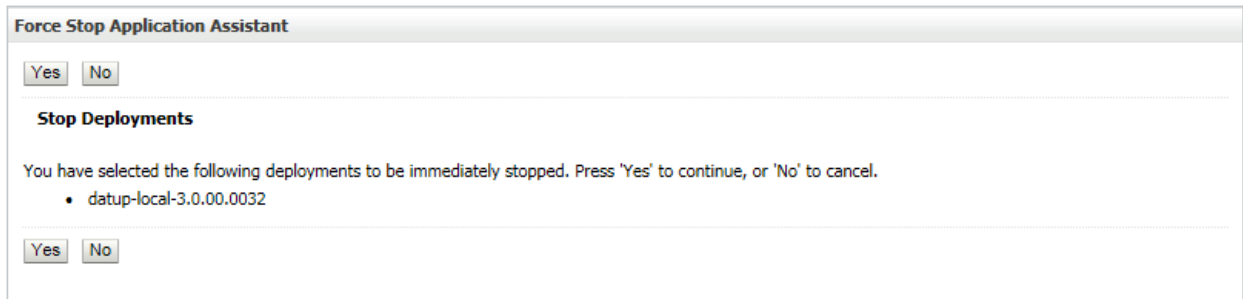 Force Stop Application Assistant
Yes No
Stop Deployments
You have selected the following deployments to be immediately stopped. Press 'Yes' to continue, or 'No' to cancel.
• datup-local-3.0.00.0032
Yes No